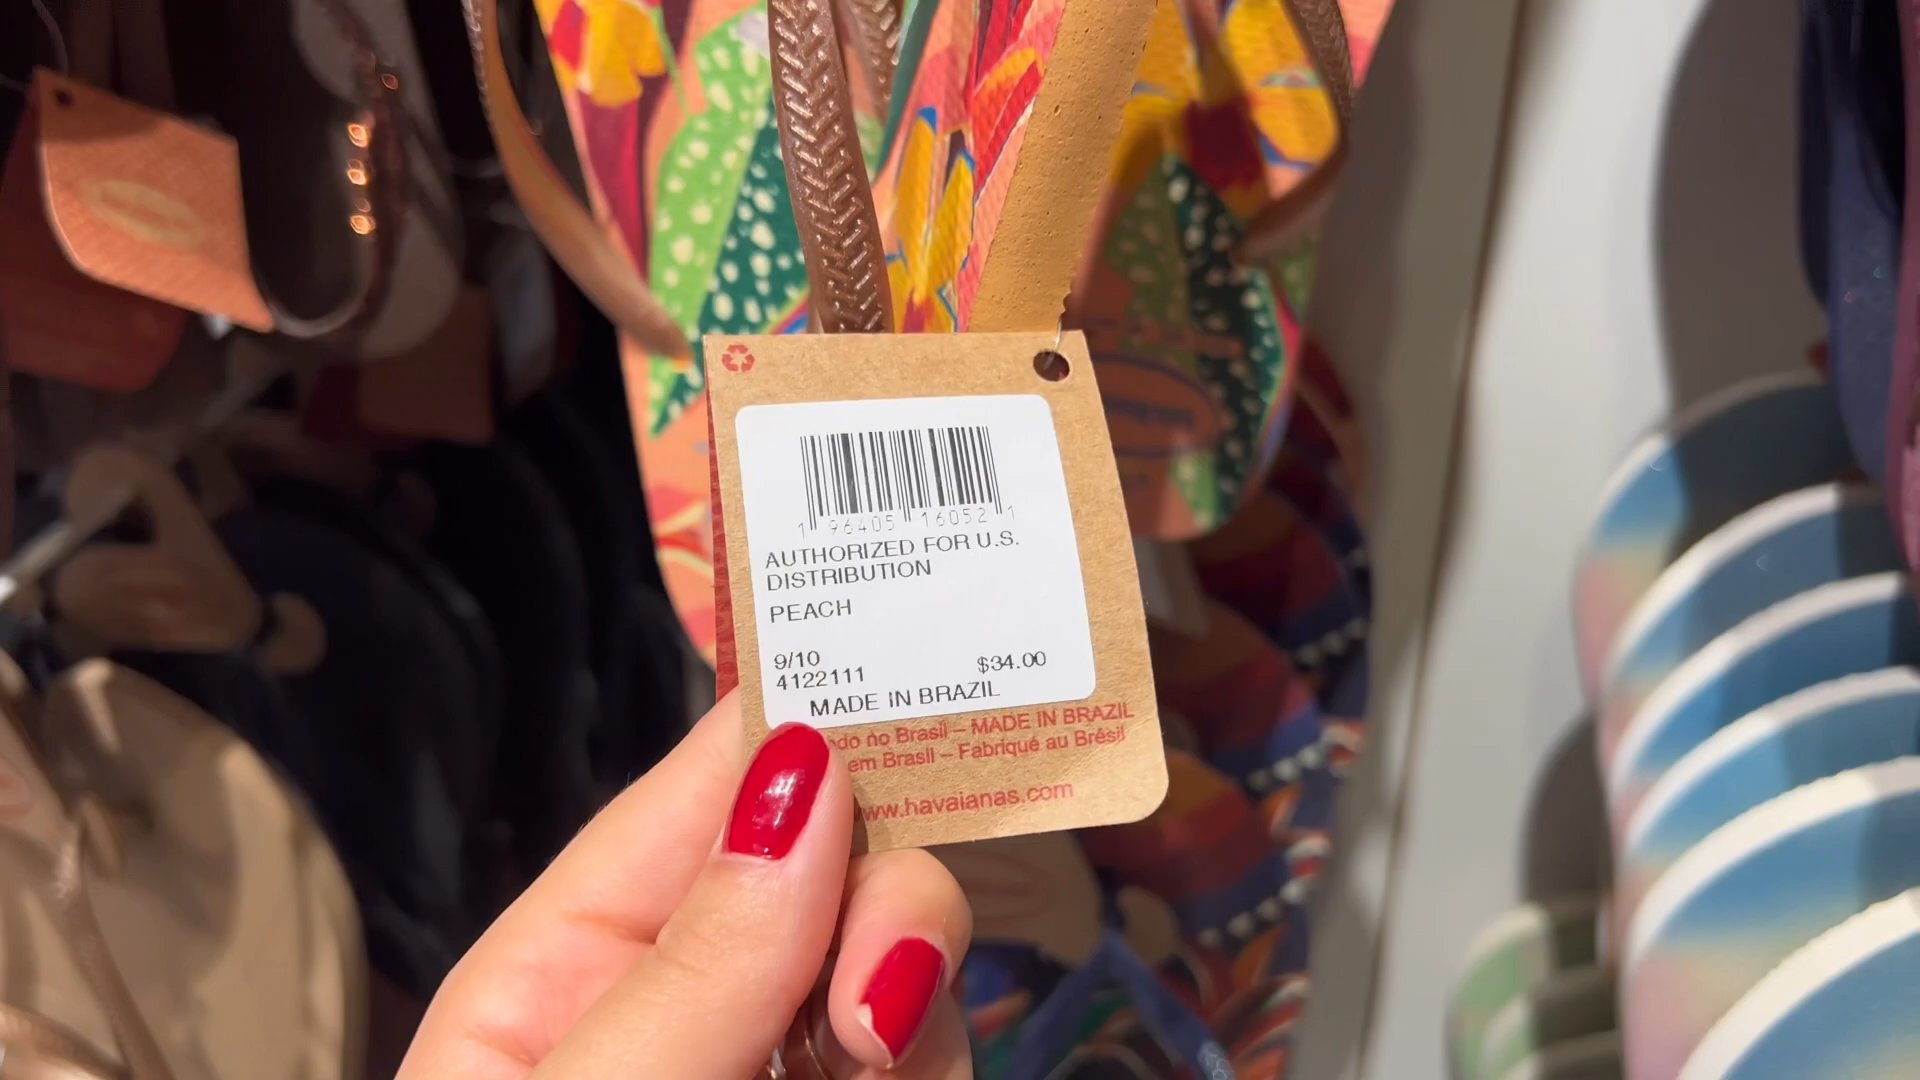 1 96405 16052 1
AUTHORIZED FOR U.S.
DISTRIBUTION
PEACH
9/10
4122111 $34.00
MADE IN BRAZIL
no Brasil – MADE IN BRAZIL
em Brasil – Fabriqué au Brésil
www.havaianas.com